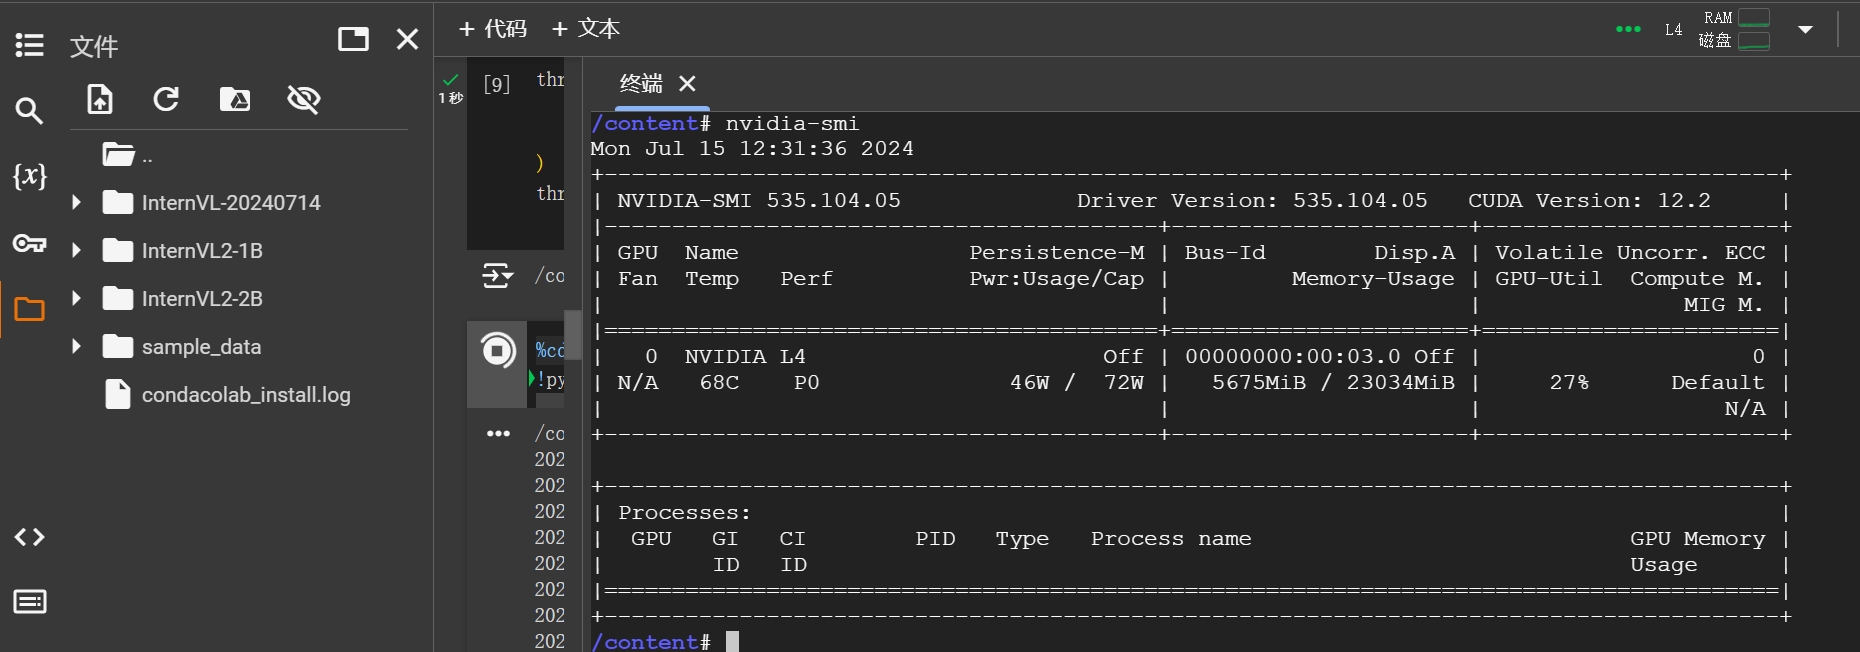 文件
..
InternVL-20240714
InternVL2-1B
InternVL2-2B
sample_data
condacolab_install.log
{x}
+ 代码 + 文本
L4
RAM
磁盘
1 秒
[9]
thr
)
thr
/co
%cd
!py
/co
202
202
202
202
202
202
202
202
终端
/content# nvidia-smi
Mon Jul 15 12:31:36 2024
NVIDIA-SMI 535.104.05 Driver Version: 535.104.05 CUDA Version: 12.2
GPU Name Persistence-M | Bus-Id Disp.A | Volatile Uncorr. ECC
Fan Temp Perf Pwr:Usage/Cap | Memory-Usage | GPU-Util Compute M.
MIG M.
0 NVIDIA L4 Off | 00000000:00:03.0 Off | 0
N/A 68C P0 46W / 72W | 5675MiB / 23034MiB | 27% Default
N/A
Processes:
GPU GI CI PID Type Process name GPU Memory
ID ID Usage
/content#